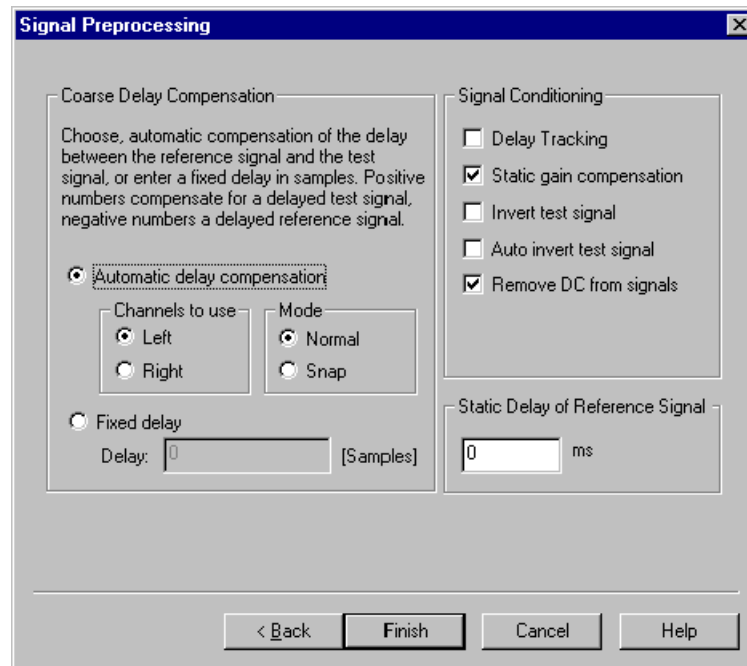 Signal Preprocessing
Coarse Delay Compensation
Choose, automatic compensation of the delay
between the reference signal and the test
signal, or enter a fixed delay in samples. Positive
numbers compensate for a delayed test signal,
negative numbers a delayed reference signal.
Automatic delay compensation
Channels to use
Left
Right
Mode
Normal
Snap
Fixed delay
Delay: 0 [Samples]
Signal Conditioning
Delay Tracking
Static gain compensation
Invert test signal
Auto invert test signal
Remove DC from signals
Static Delay of Reference Signal
0 ms
< Back
Finish
Cancel
Help